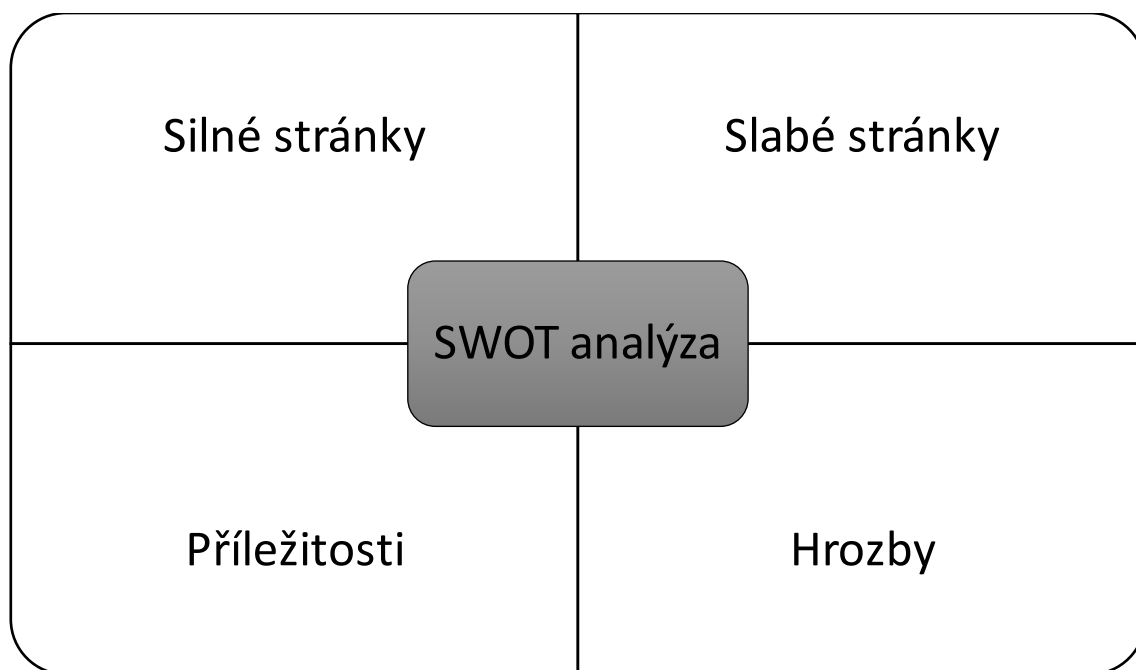 Silné stránky
Slabé stránky
SWOT analýza
Příležitosti
Hrozby